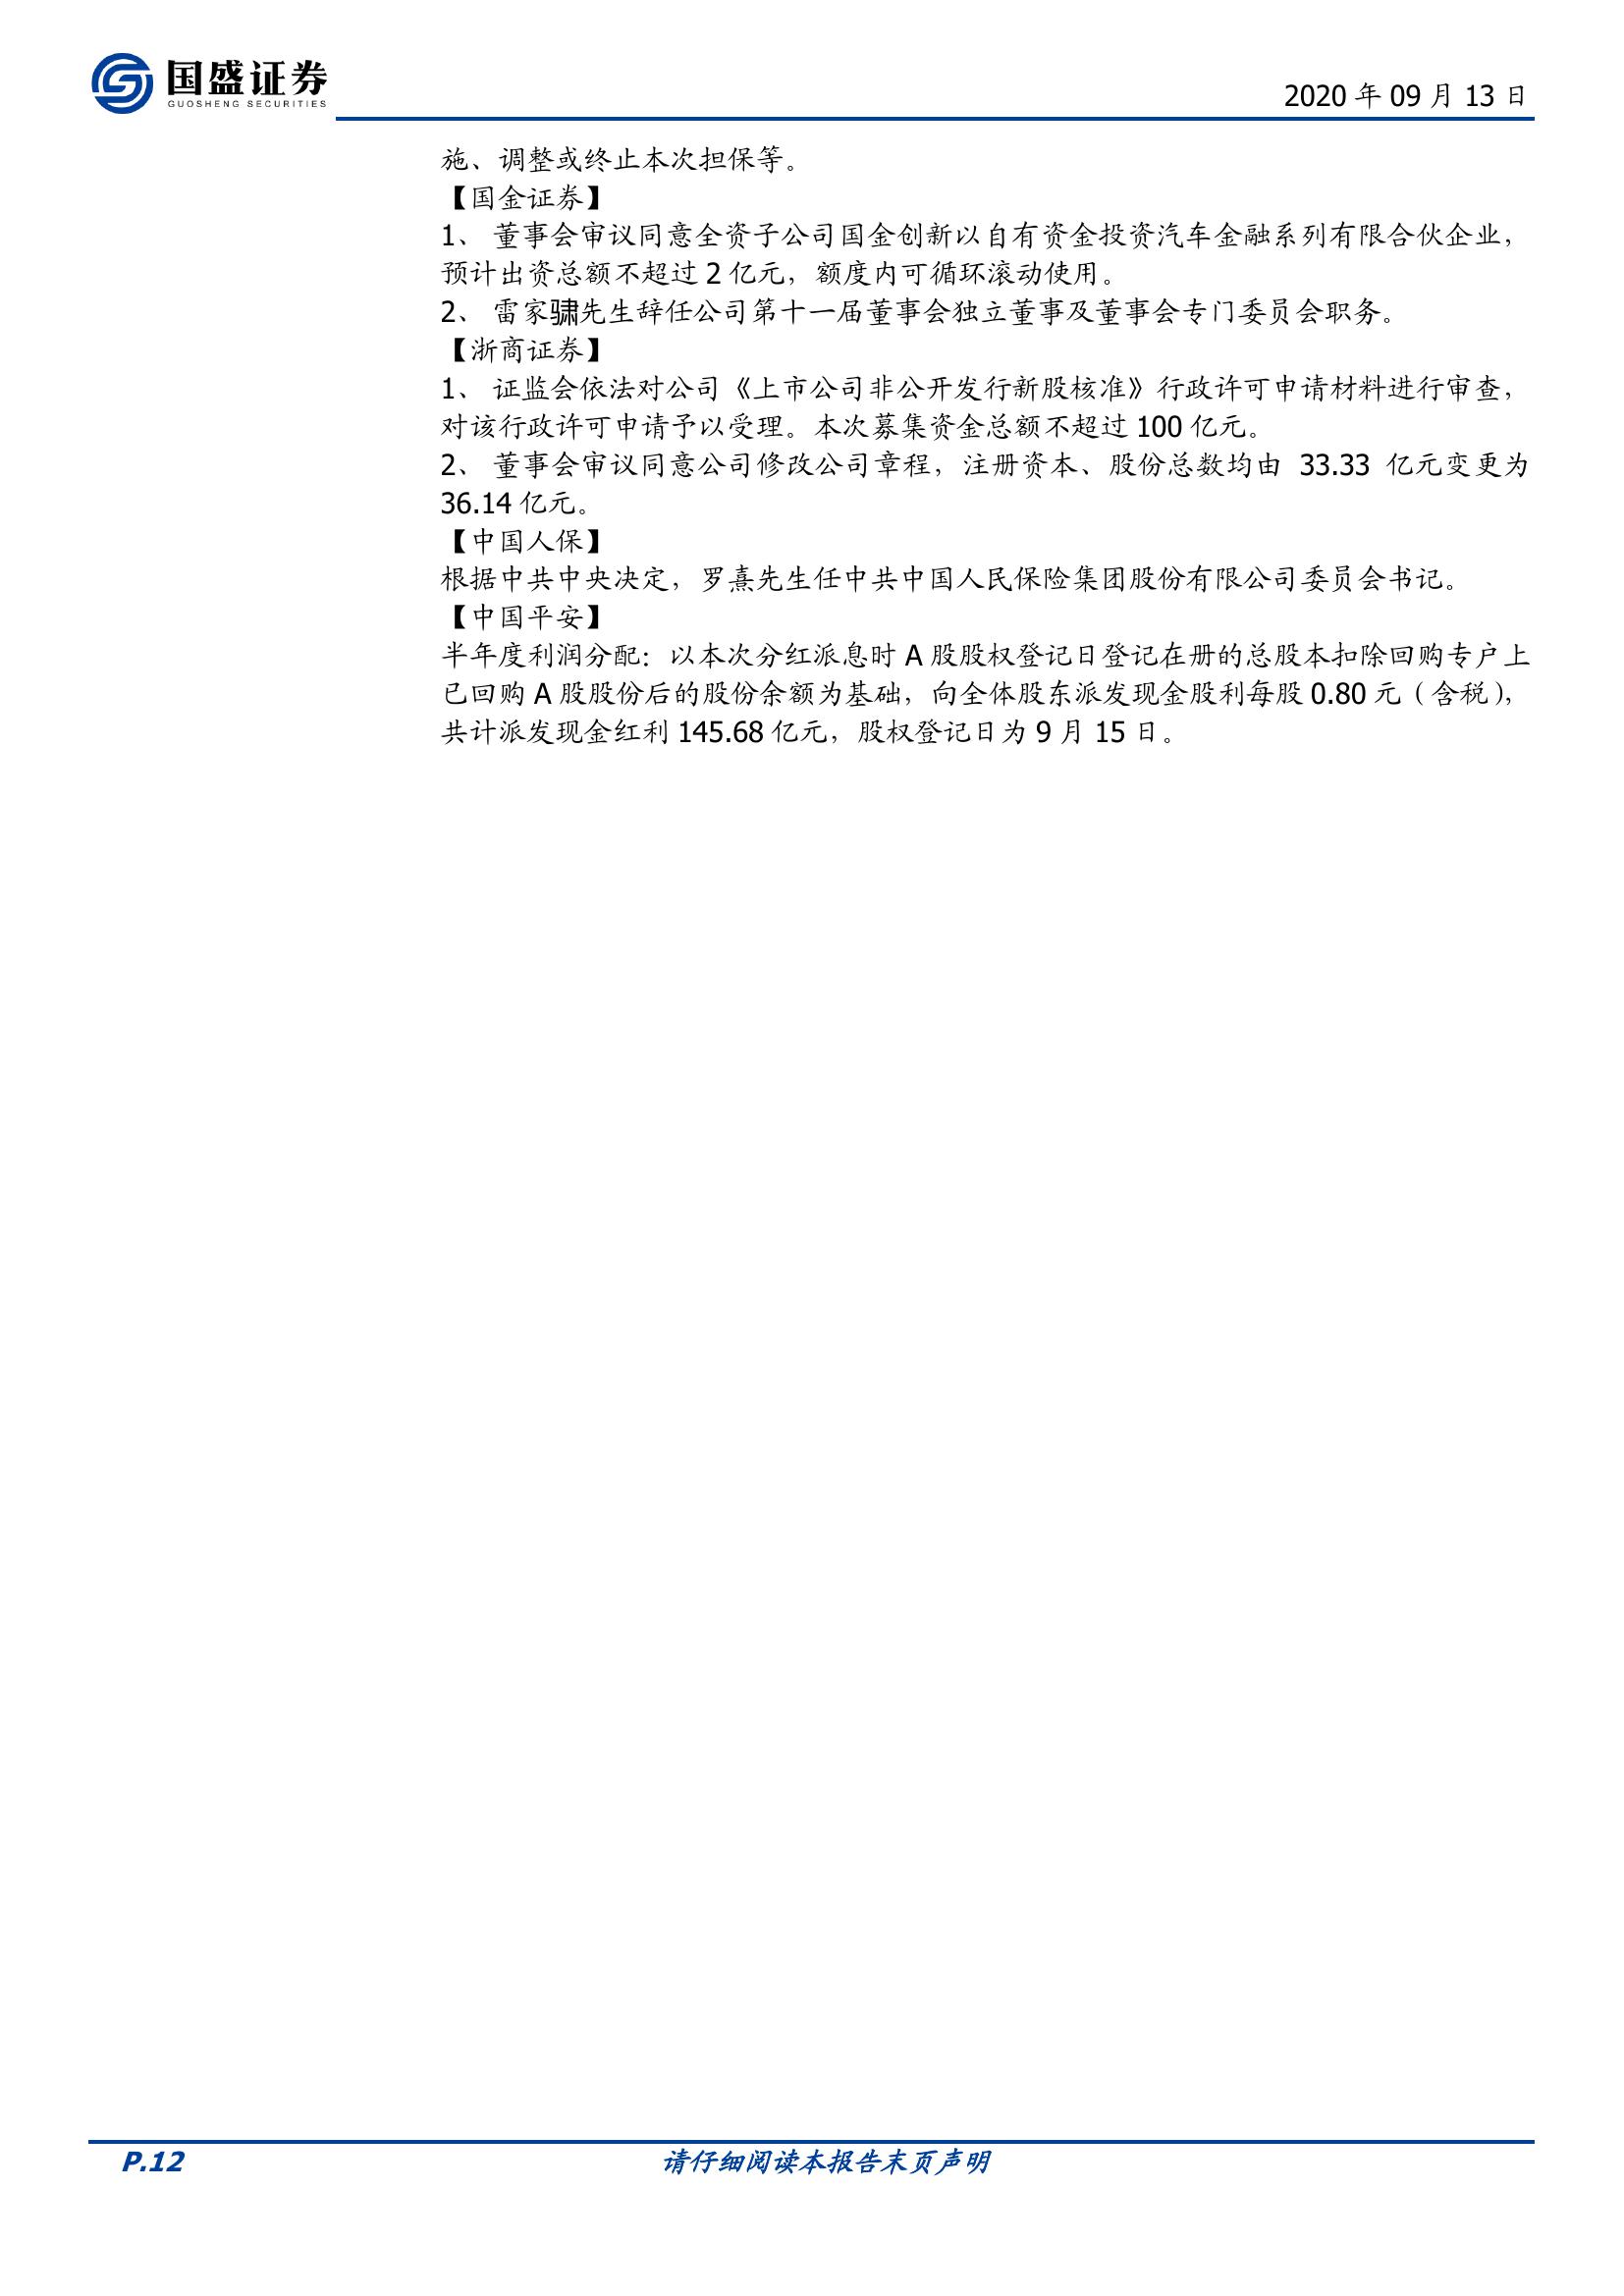 国盛证券
GUOSHENG SECURITIES
2020 年 09 月 13 日
施、调整或终止本次担保等。
【国金证券】
1、 董事会审议同意全资子公司国金创新以自有资金投资汽车金融系列有限合伙企业，
预计出资总额不超过 2 亿元，额度内可循环滚动使用。
2、 雷家骕先生辞任公司第十一届董事会独立董事及董事会专门委员会职务。
【浙商证券】
1、 证监会依法对公司《上市公司非公开发行新股核准》行政许可申请材料进行审查，
对该行政许可申请予以受理。本次募集资金总额不超过 100 亿元。
2、 董事会审议同意公司修改公司章程，注册资本、股份总数均由 33.33 亿元变更为
36.14 亿元。
【中国人保】
根据中共中央决定，罗熹先生任中共中国人民保险集团股份有限公司委员会书记。
【中国平安】
半年度利润分配：以本次分红派息时 A 股股权登记日登记在册的总股本扣除回购专户上
已回购 A 股股份后的股份余额为基础，向全体股东派发现金股利每股 0.80 元（含税），
共计派发现金红利 145.68 亿元，股权登记日为 9 月 15 日。
P.12
请仔细阅读本报告末页声明